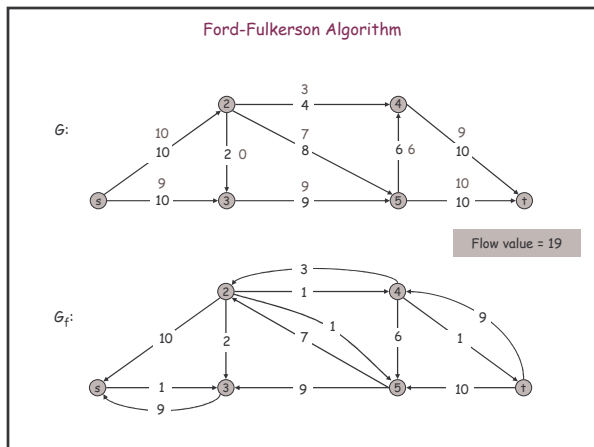 Ford-Fulkerson Algorithm
3
2 4 4
G:
10 7 9
10 8 10
2 0 6 6
9 9 10
s 10 3 9 5 10 t
Flow value = 19
3
2 1 4
9
Gf:
1
10 2 7 6 1
s 1 3 9 5 10 t
9